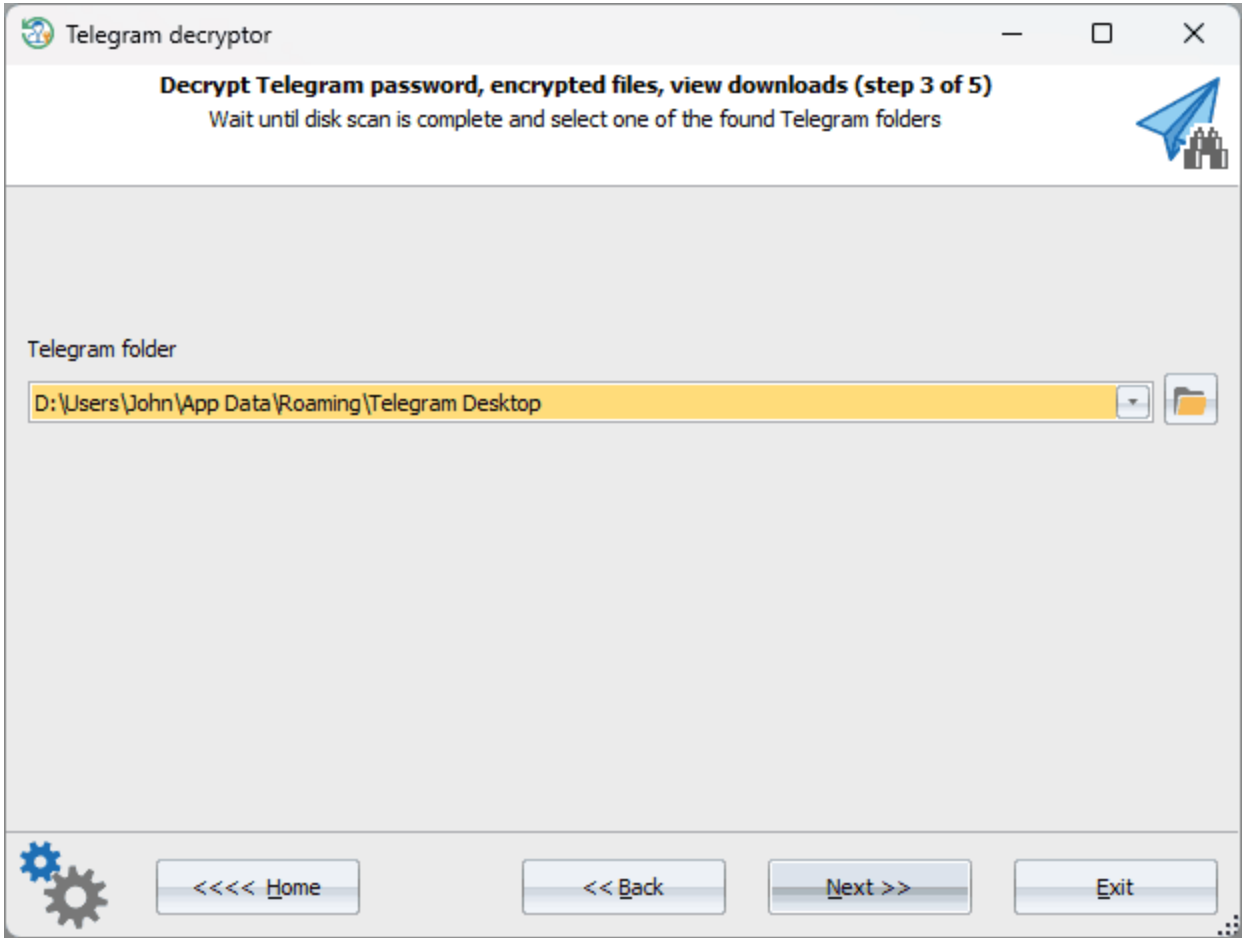 Telegram decryptor
Decrypt Telegram password, encrypted files, view downloads (step 3 of 5)
Wait until disk scan is complete and select one of the found Telegram folders
Telegram folder
D:\Users\John\App Data\Roaming\Telegram Desktop
<<<< Home
<< Back
Next >>
Exit